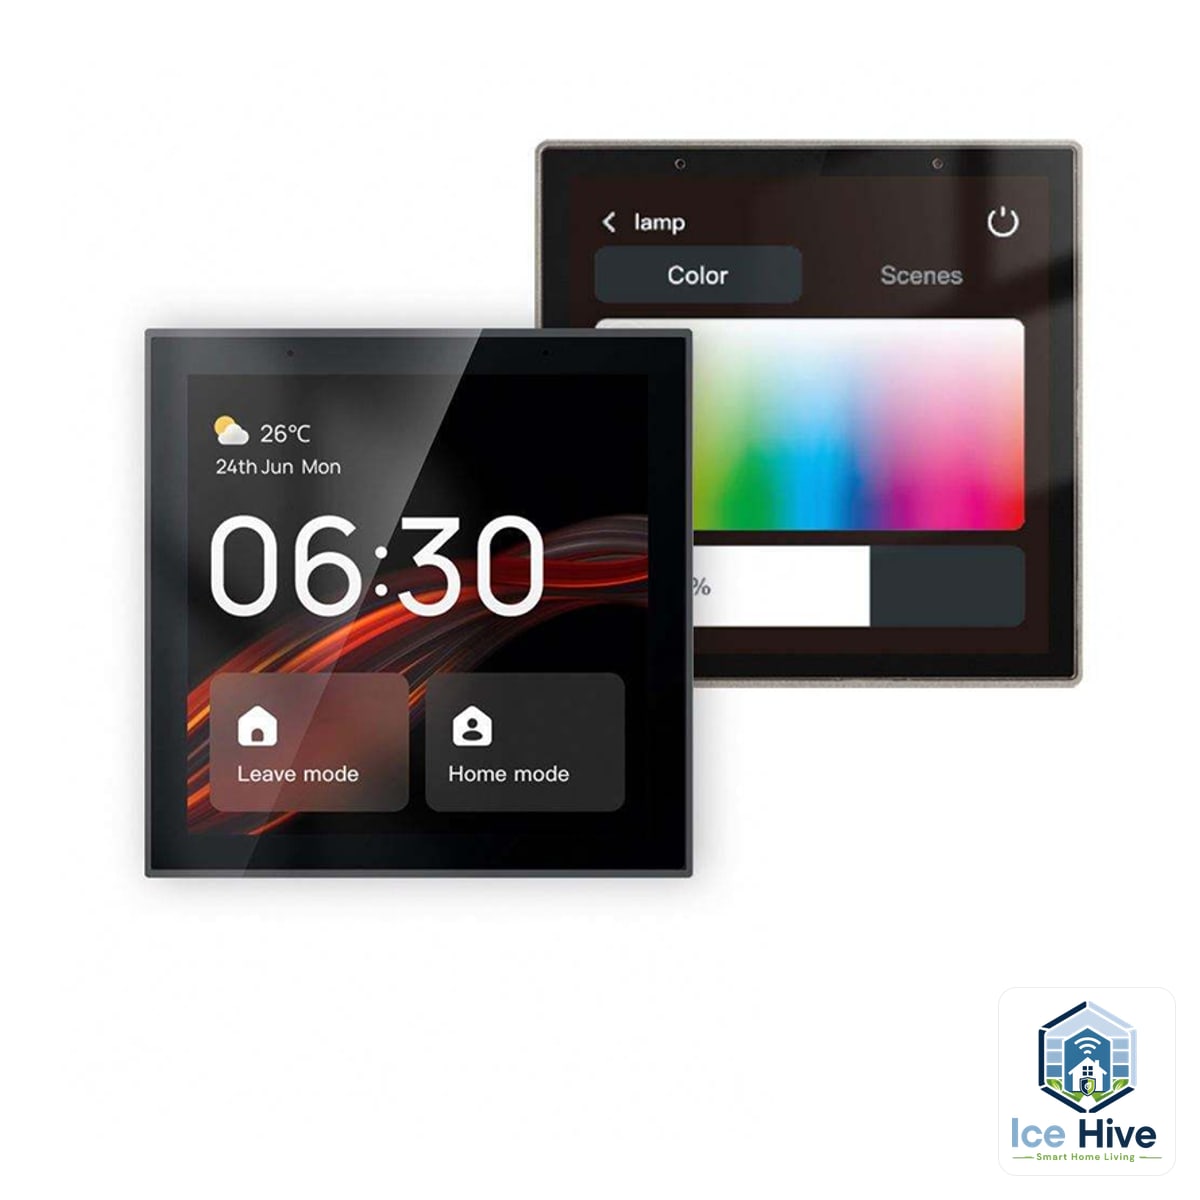 lamp
Color
Scenes
%
26°C
24th Jun Mon
06:30
Leave mode
Home mode
Ice Hive
Smart Home Living